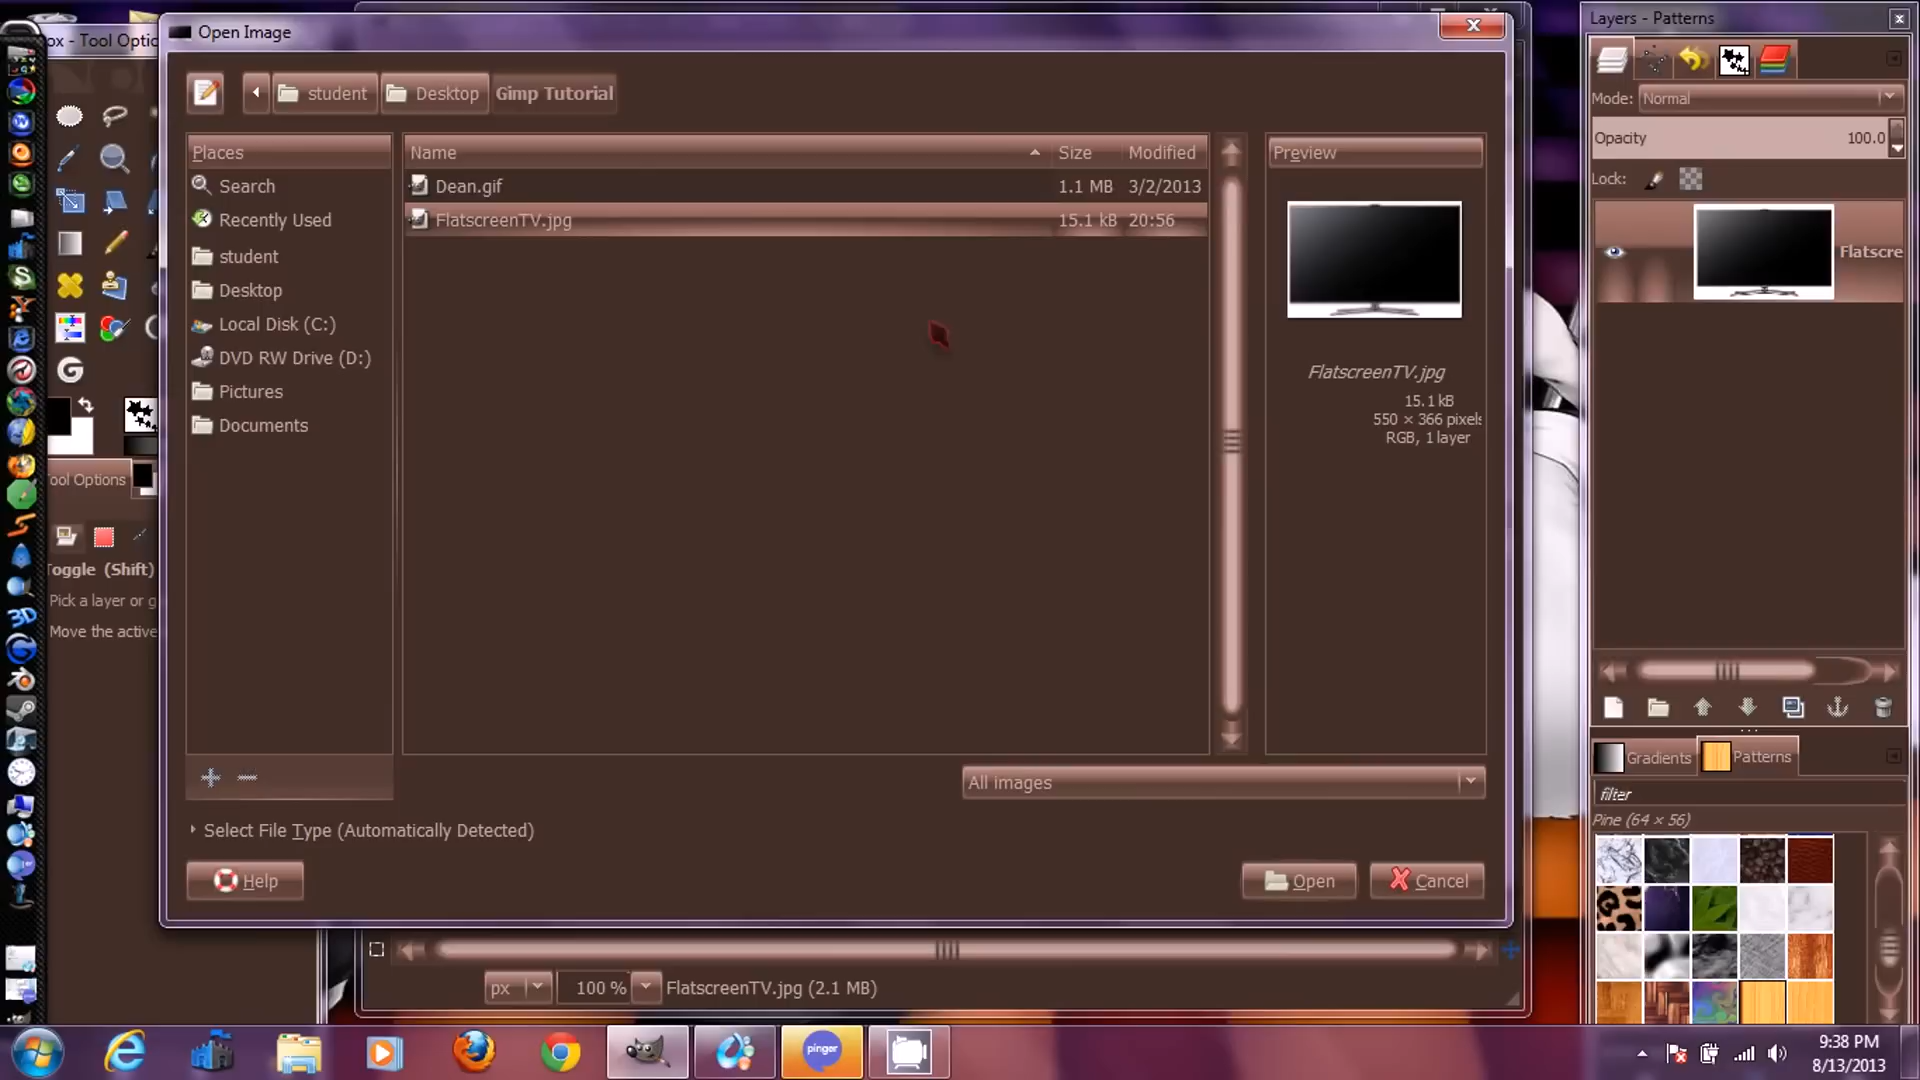 ox - Tool Optic
Open Image
student
Desktop
Gimp Tutorial
Places
Search
Recently Used
student
Desktop
Local Disk (C:)
DVD RW Drive (D:)
Pictures
Documents
Name
Size
Modified
Dean.gif
1.1 MB
3/2/2013
FlatscreenTV.jpg
15.1 kB
20:56
Preview
FlatscreenTV.jpg
15.1 kB
550 × 366 pixels
RGB, 1 layer
All images
Select File Type (Automatically Detected)
Help
Open
Cancel
ool Options
Toggle (Shift)
Pick a layer or g
Move the active
px
100 %
FlatscreenTV.jpg (2.1 MB)
Layers - Patterns
Mode:
Normal
Opacity
100.0
Lock:
Flatscre
Gradients
Patterns
filter
Pine (64 × 56)
3D
pinger
9:38 PM
8/13/2013